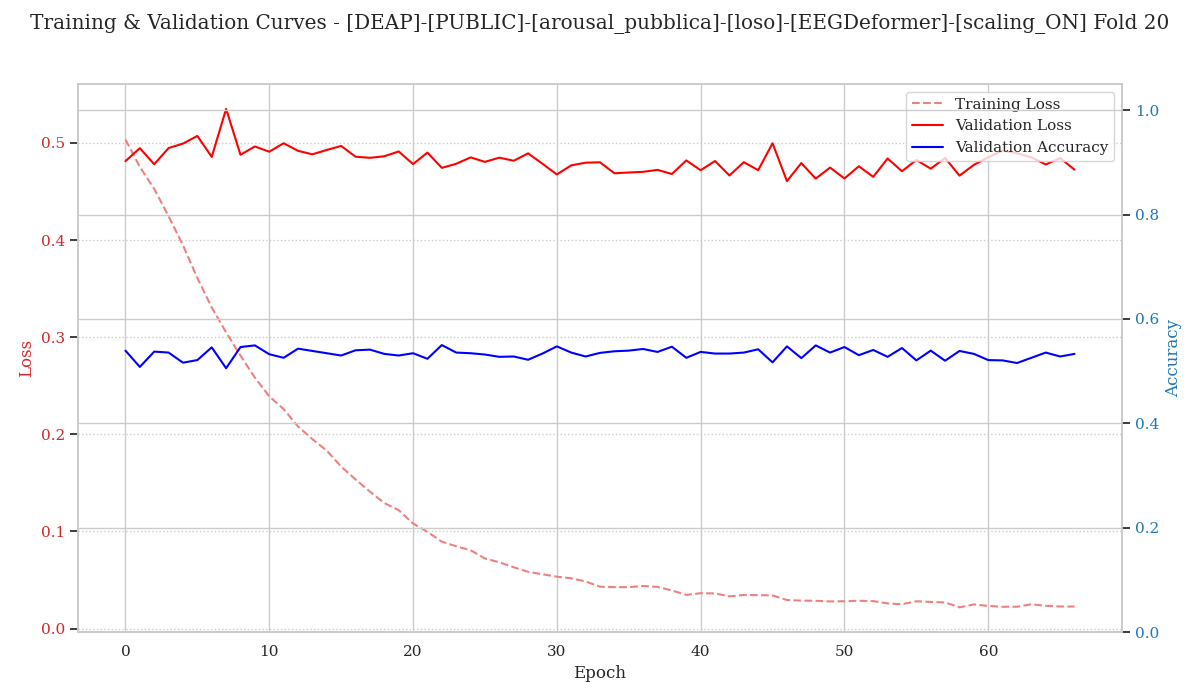 Training & Validation Curves - [DEAP]-[PUBLIC]-[arousal_pubblica]-[loso]-[EEGDeformer]-[scaling_ON] Fold 20
Training Loss
Validation Loss
Validation Accuracy
0.5
0.4
0.3
0.2
0.1
0.0
Loss
1.0
0.8
0.6
0.4
0.2
0.0
Accuracy
0 10 20 30 40 50 60
Epoch